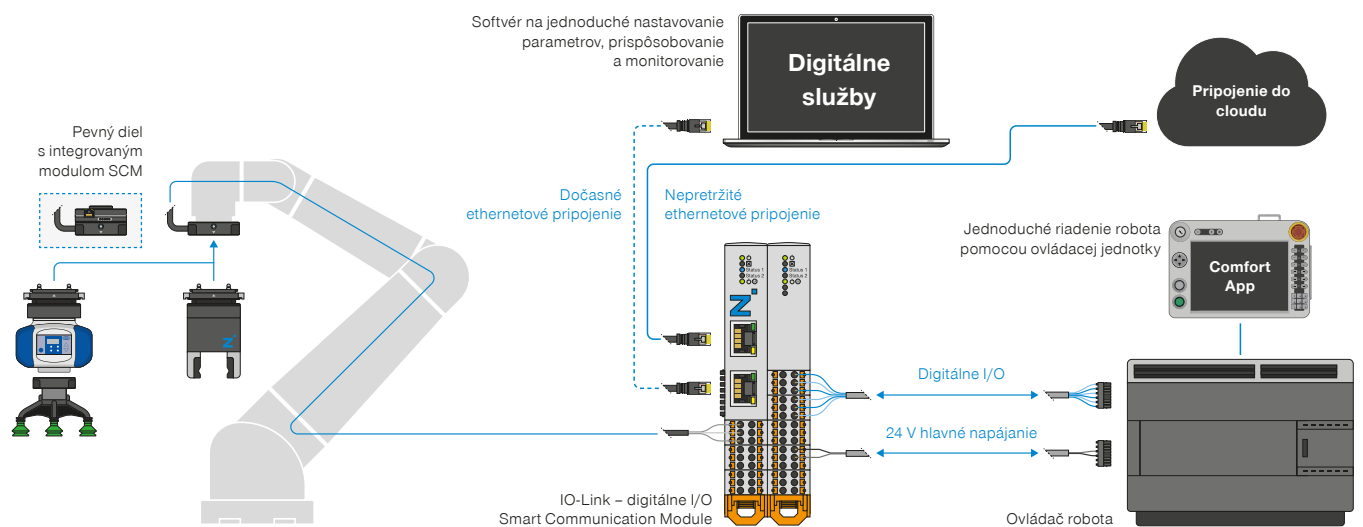 Softvér na jednoduché nastavovanie
parametrov, prispôsobovanie
a monitorovanie
Digitálne
služby
Pripojenie do
cloudu
Pevný diel
s integrovaným
modulom SCM
Dočasné
ethernetové pripojenie
Nepretržité
ethernetové pripojenie
Jednoduché riadenie robota
pomocou ovládacej jednotky
Comfort
App
Status 1
Status 2
Status 1
Status 2
Z
Z
Digitálne I/O
24 V hlavné napájanie
IO-Link – digitálne I/O
Smart Communication Module
Ovládač robota